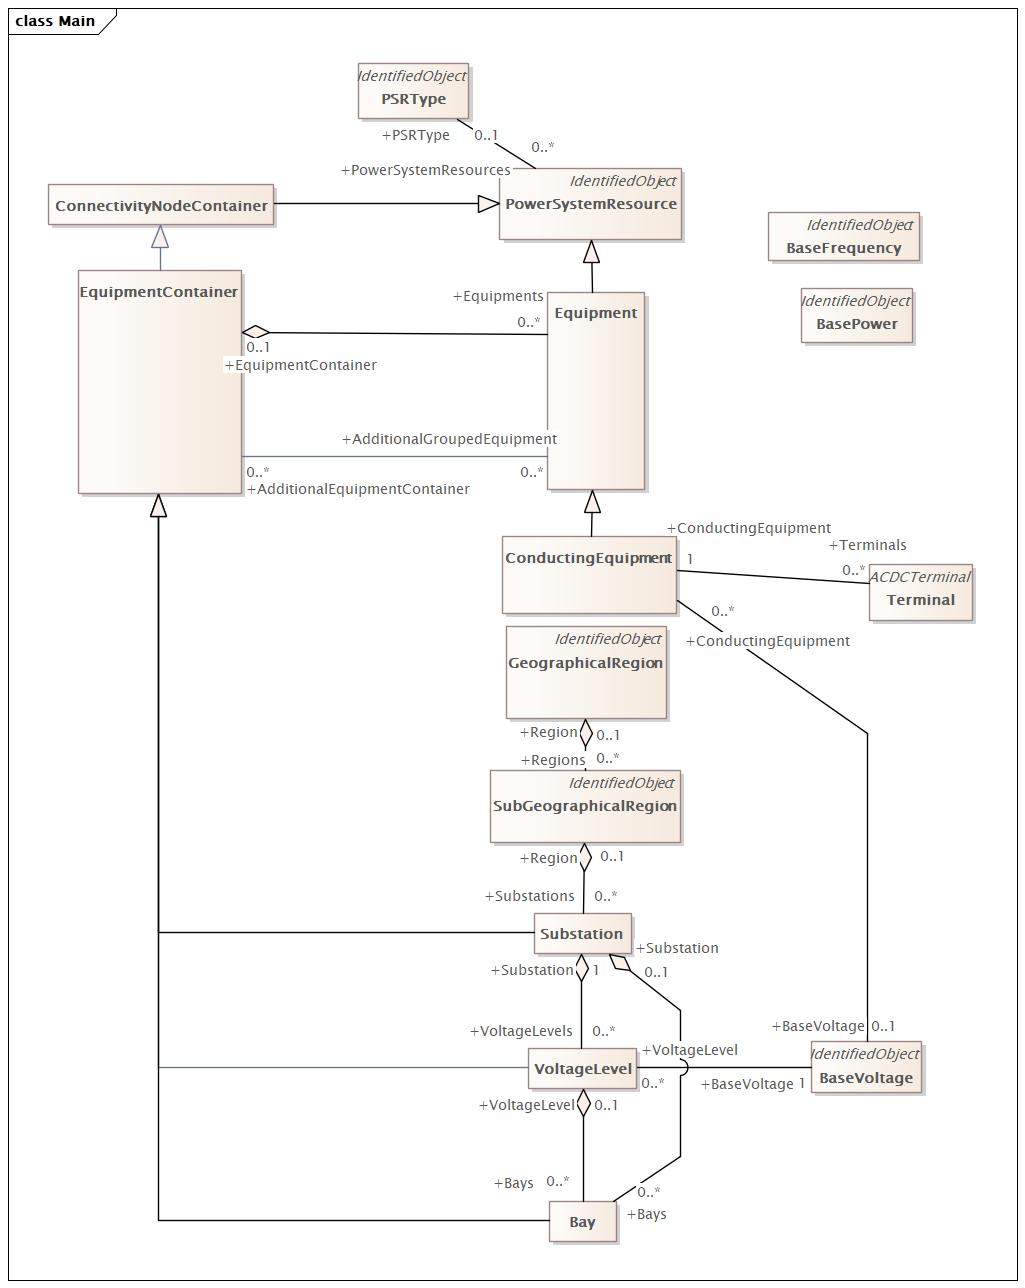 class Main
IdentifiedObject
PSRType
+PSRType
0..1
0..*
+PowerSystemResources
IdentifiedObject
PowerSystemResource
ConnectivityNodeContainer
IdentifiedObject
BaseFrequency
IdentifiedObject
BasePower
EquipmentContainer
+Equipments
0..*
Equipment
0..1
+EquipmentContainer
+AdditionalGroupedEquipment
0..*
0..*
+AdditionalEquipmentContainer
+ConductingEquipment
1
+Terminals
0..*
ConductingEquipment
ACDCTerminal
Terminal
0..*
+ConductingEquipment
IdentifiedObject
GeographicalRegion
+Region
0..1
+Regions
0..*
IdentifiedObject
SubGeographicalRegion
+Region
0..1
+Substations
0..*
Substation
+Substation
0..1
+Substation
1
+VoltageLevels
0..*
+BaseVoltage
0..1
+VoltageLevel
0..*
VoltageLevel
+BaseVoltage
1
IdentifiedObject
BaseVoltage
+VoltageLevel
0..1
+Bays
0..*
0..*
+Bays
Bay